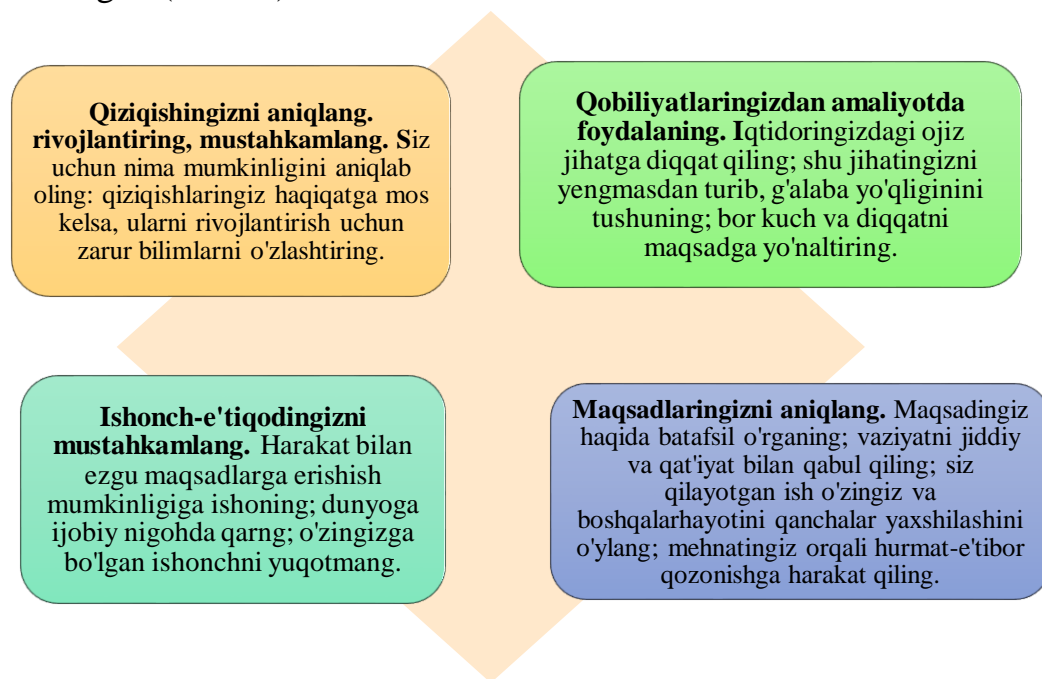 Qiziqishingizni aniqlang.
rivojlantiring, mustahkamlang. Siz
uchun nima mumkinligini aniqlab
oling: qiziqishlaringiz haqiqatga mos
kelsa, ularni rivojlantirish uchun
zarur bilimlarni o'zlashtiring.
Qobiliyatlaringizdan amaliyotda
foydalaning. Iqtidoringizdagi ojiz
jihatga diqqat qiling; shu jihatingizni
yengmasdan turib, g'alaba yo'qliginini
tushuning; bor kuch va diqqatni
maqsadga yo'naltiring.
Ishonch-e'tiqodingizni
mustahkamlang. Harakat bilan
ezgu maqsadlarga erishish
mumkinligiga ishoning; dunyoga
ijobiy nigohda qarng; o'zingizga
bo'lgan ishonchni yuqotmang.
Maqsadlaringizni aniqlang. Maqsadingiz
haqida batafsil o'rganing; vaziyatni jiddiy
va qat'iyat bilan qabul qiling; siz
qilayotgan ish o'zingiz va
boshqalarhayotini qanchalar yaxshilashini
o'ylang; mehnatingiz orqali hurmat-e'tibor
qozonishga harakat qiling.